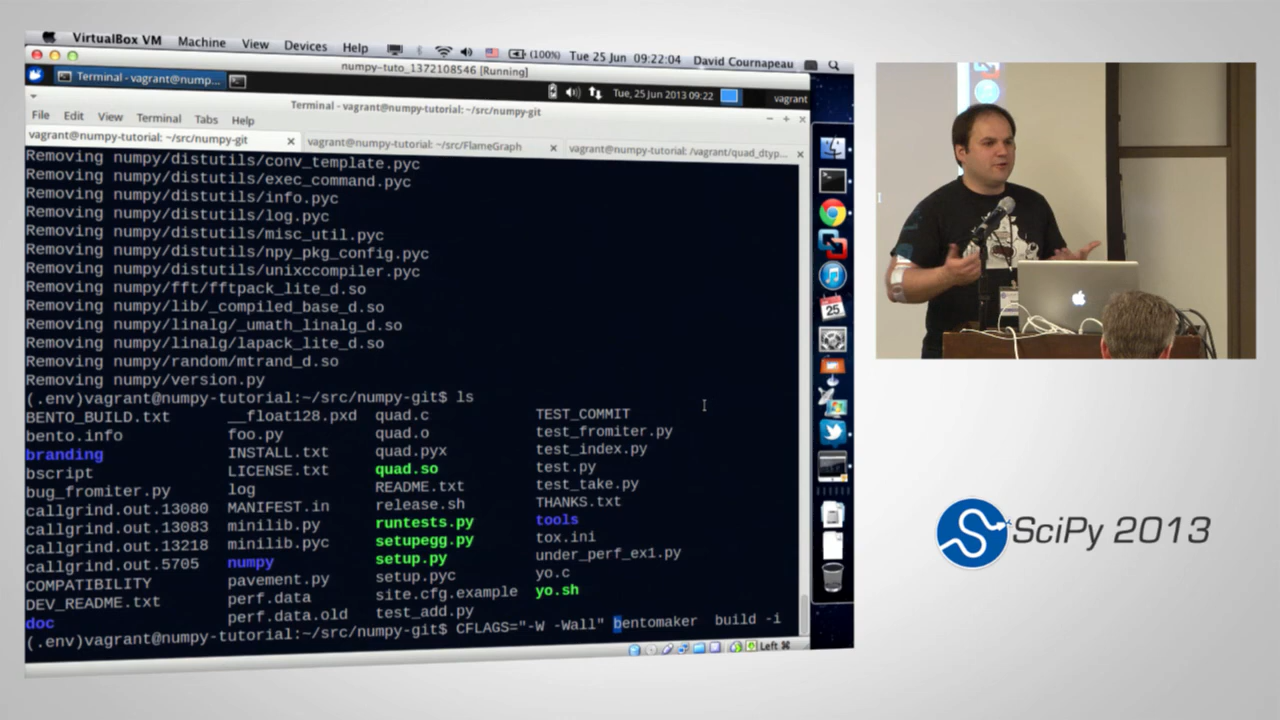 VirtualBox VM Machine View Devices Help (100%) Tue 25 Jun 09:22:04 David Cournapeau
numpy-tuto_1372108546 [Running]
Terminal - vagrant@nump... Tue, 25 Jun 2013 09:22 vagrant
Terminal - vagrant@numpy-tutorial: ~/src/numpy-git
File Edit View Terminal Tabs Help
vagrant@numpy-tutorial: ~/src/numpy-git vagrant@numpy-tutorial: ~/src/FlameGraph vagrant@numpy-tutorial: /vagrant/quad_dtyp...
Removing numpy/distutils/conv_template.pyc
Removing numpy/distutils/exec_command.pyc
Removing numpy/distutils/info.pyc
Removing numpy/distutils/log.pyc
Removing numpy/distutils/misc_util.pyc
Removing numpy/distutils/npy_pkg_config.pyc
Removing numpy/distutils/unixccompiler.pyc
Removing numpy/fft/fftpack_lite_d.so
Removing numpy/lib/_compiled_base_d.so
Removing numpy/linalg/_umath_linalg_d.so
Removing numpy/linalg/lapack_lite_d.so
Removing numpy/random/mtrand_d.so
Removing numpy/version.py
(.env)vagrant@numpy-tutorial:~/src/numpy-git$ ls
BENTO_BUILD.txt __float128.pxd quad.c TEST_COMMIT
bento.info foo.py quad.o test_fromiter.py
branding INSTALL.txt quad.pyx test_index.py
bscript LICENSE.txt quad.so test.py
bug_fromiter.py log README.txt test_take.py
callgrind.out.13080 MANIFEST.in release.sh THANKS.txt
callgrind.out.13083 minilib.py runtests.py tools
callgrind.out.13218 minilib.pyc setupegg.py tox.ini
callgrind.out.5705 numpy setup.py under_perf_ex1.py
COMPATIBILITY pavement.py setup.pyc yo.c
DEV_README.txt perf.data site.cfg.example yo.sh
doc perf.data.old test_add.py
(.env)vagrant@numpy-tutorial:~/src/numpy-git$ CFLAGS="-W -Wall" bentomaker build -i
Left ⌘
25
SciPy 2013